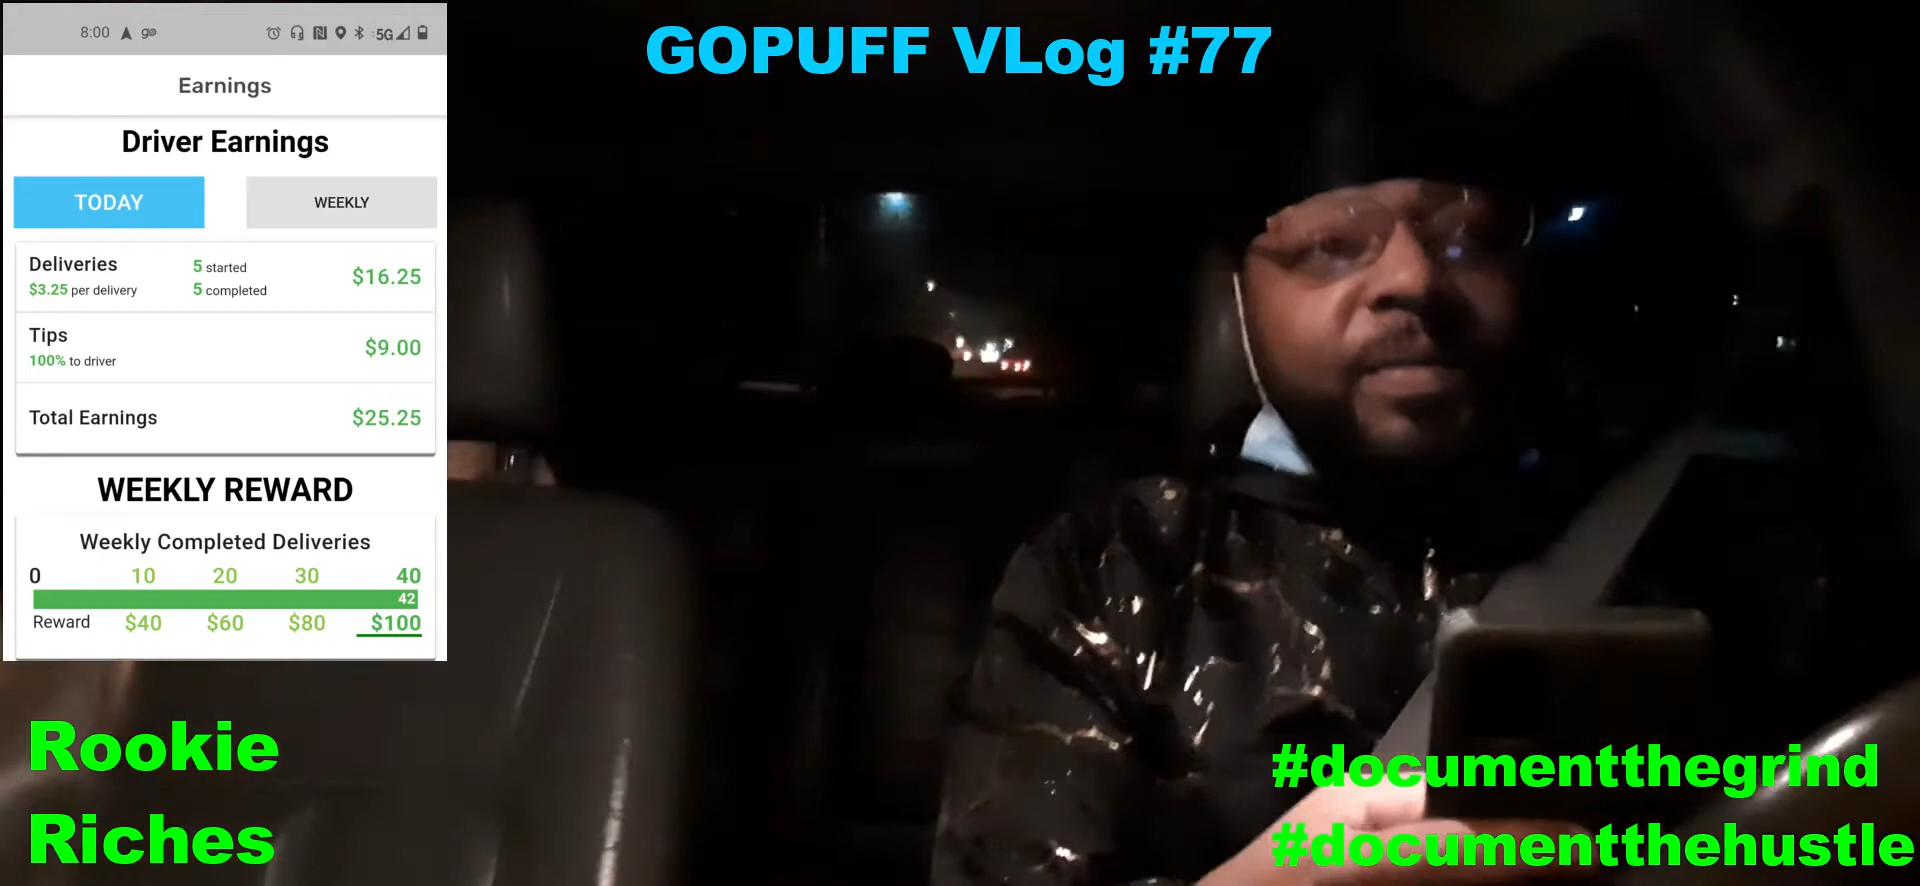 8:00 go 5G
GOPUFF VLog #77
Earnings
Driver Earnings
TODAY WEEKLY
Deliveries 5 started $16.25
$3.25 per delivery 5 completed
Tips $9.00
100% to driver
Total Earnings $25.25
WEEKLY REWARD
Weekly Completed Deliveries
0 10 20 30 40
42
Reward $40 $60 $80 $100
Rookie
Riches
#documentthegrind
#documentthehustle